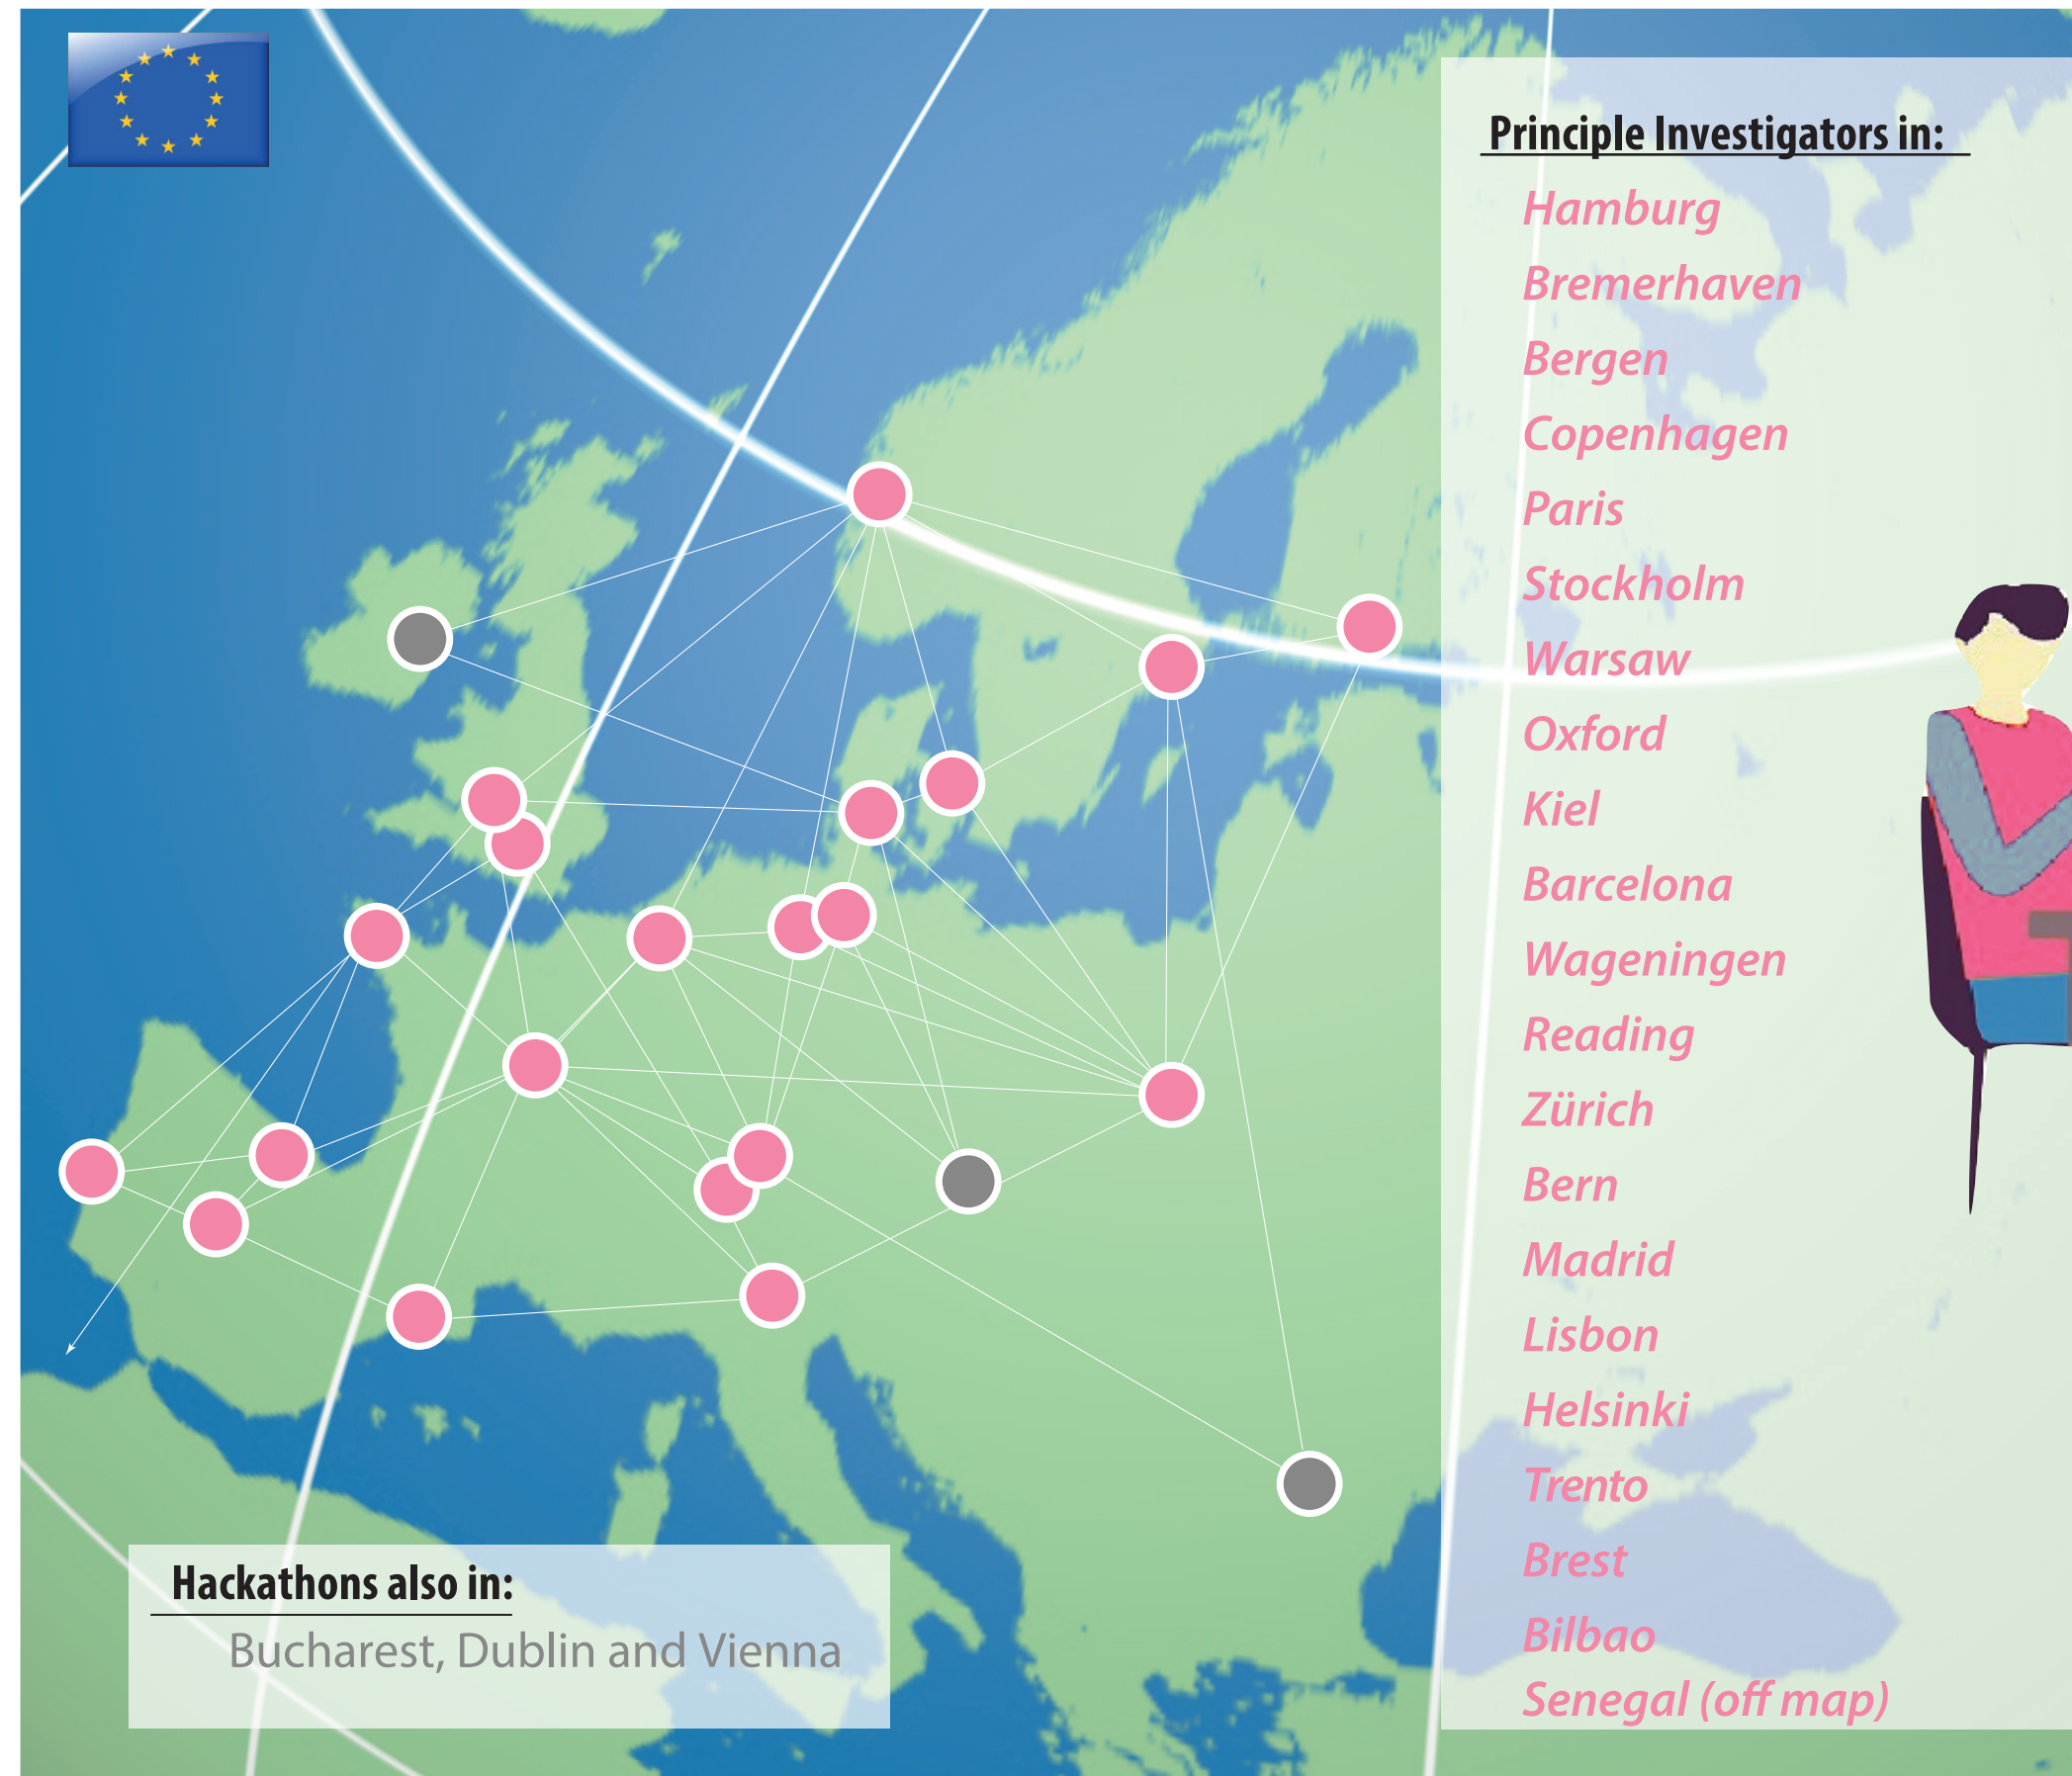 Principle Investigators in:
Hamburg
Bremerhaven
Bergen
Copenhagen
Paris
Stockholm
Warsaw
Oxford
Kiel
Barcelona
Wageningen
Reading
Zürich
Bern
Madrid
Lisbon
Helsinki
Trento
Brest
Bilbao
Senegal (off map)
Hackathons also in:
Bucharest, Dublin and Vienna